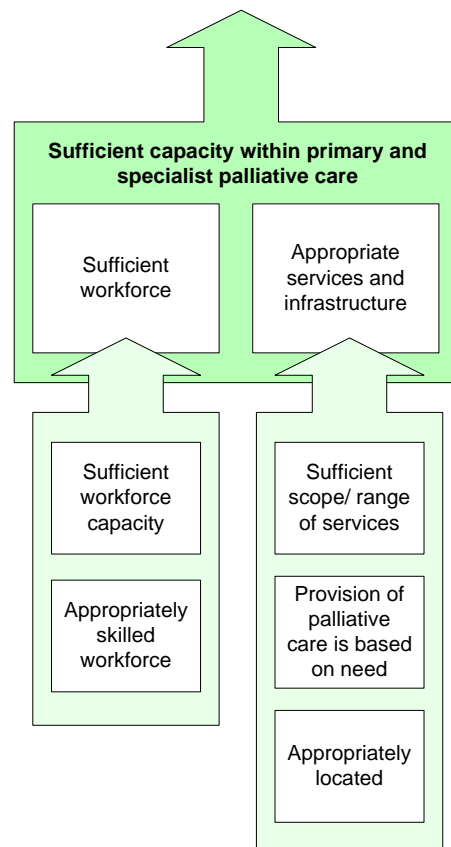 Sufficient capacity within primary and
specialist palliative care
Sufficient
workforce
Appropriate
services and
infrastructure
Sufficient
workforce
capacity
Appropriately
skilled
workforce
Sufficient
scope/ range
of services
Provision of
palliative
care is based
on need
Appropriately
located